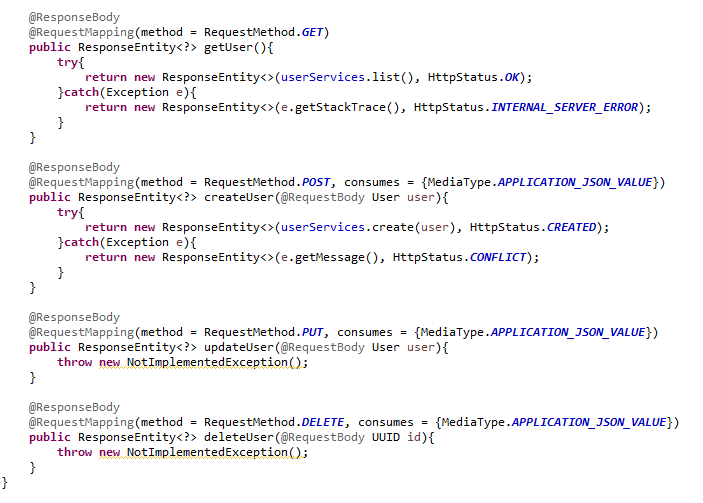 @ResponseBody
@RequestMapping(method = RequestMethod.GET)
public ResponseEntity<?> getUser(){
try{
return new ResponseEntity<>(userServices.list(), HttpStatus.OK);
}catch(Exception e){
return new ResponseEntity<>(e.getStackTrace(), HttpStatus.INTERNAL_SERVER_ERROR);
}
}
@ResponseBody
@RequestMapping(method = RequestMethod.POST, consumes = {MediaType.APPLICATION_JSON_VALUE})
public ResponseEntity<?> createUser(@RequestBody User user){
try{
return new ResponseEntity<>(userServices.create(user), HttpStatus.CREATED);
}catch(Exception e){
return new ResponseEntity<>(e.getMessage(), HttpStatus.CONFLICT);
}
}
@ResponseBody
@RequestMapping(method = RequestMethod.PUT, consumes = {MediaType.APPLICATION_JSON_VALUE})
public ResponseEntity<?> updateUser(@RequestBody User user){
throw new NotImplementedException();
}
@ResponseBody
@RequestMapping(method = RequestMethod.DELETE, consumes = {MediaType.APPLICATION_JSON_VALUE})
public ResponseEntity<?> deleteUser(@RequestBody UUID id){
throw new NotImplementedException();
}
}